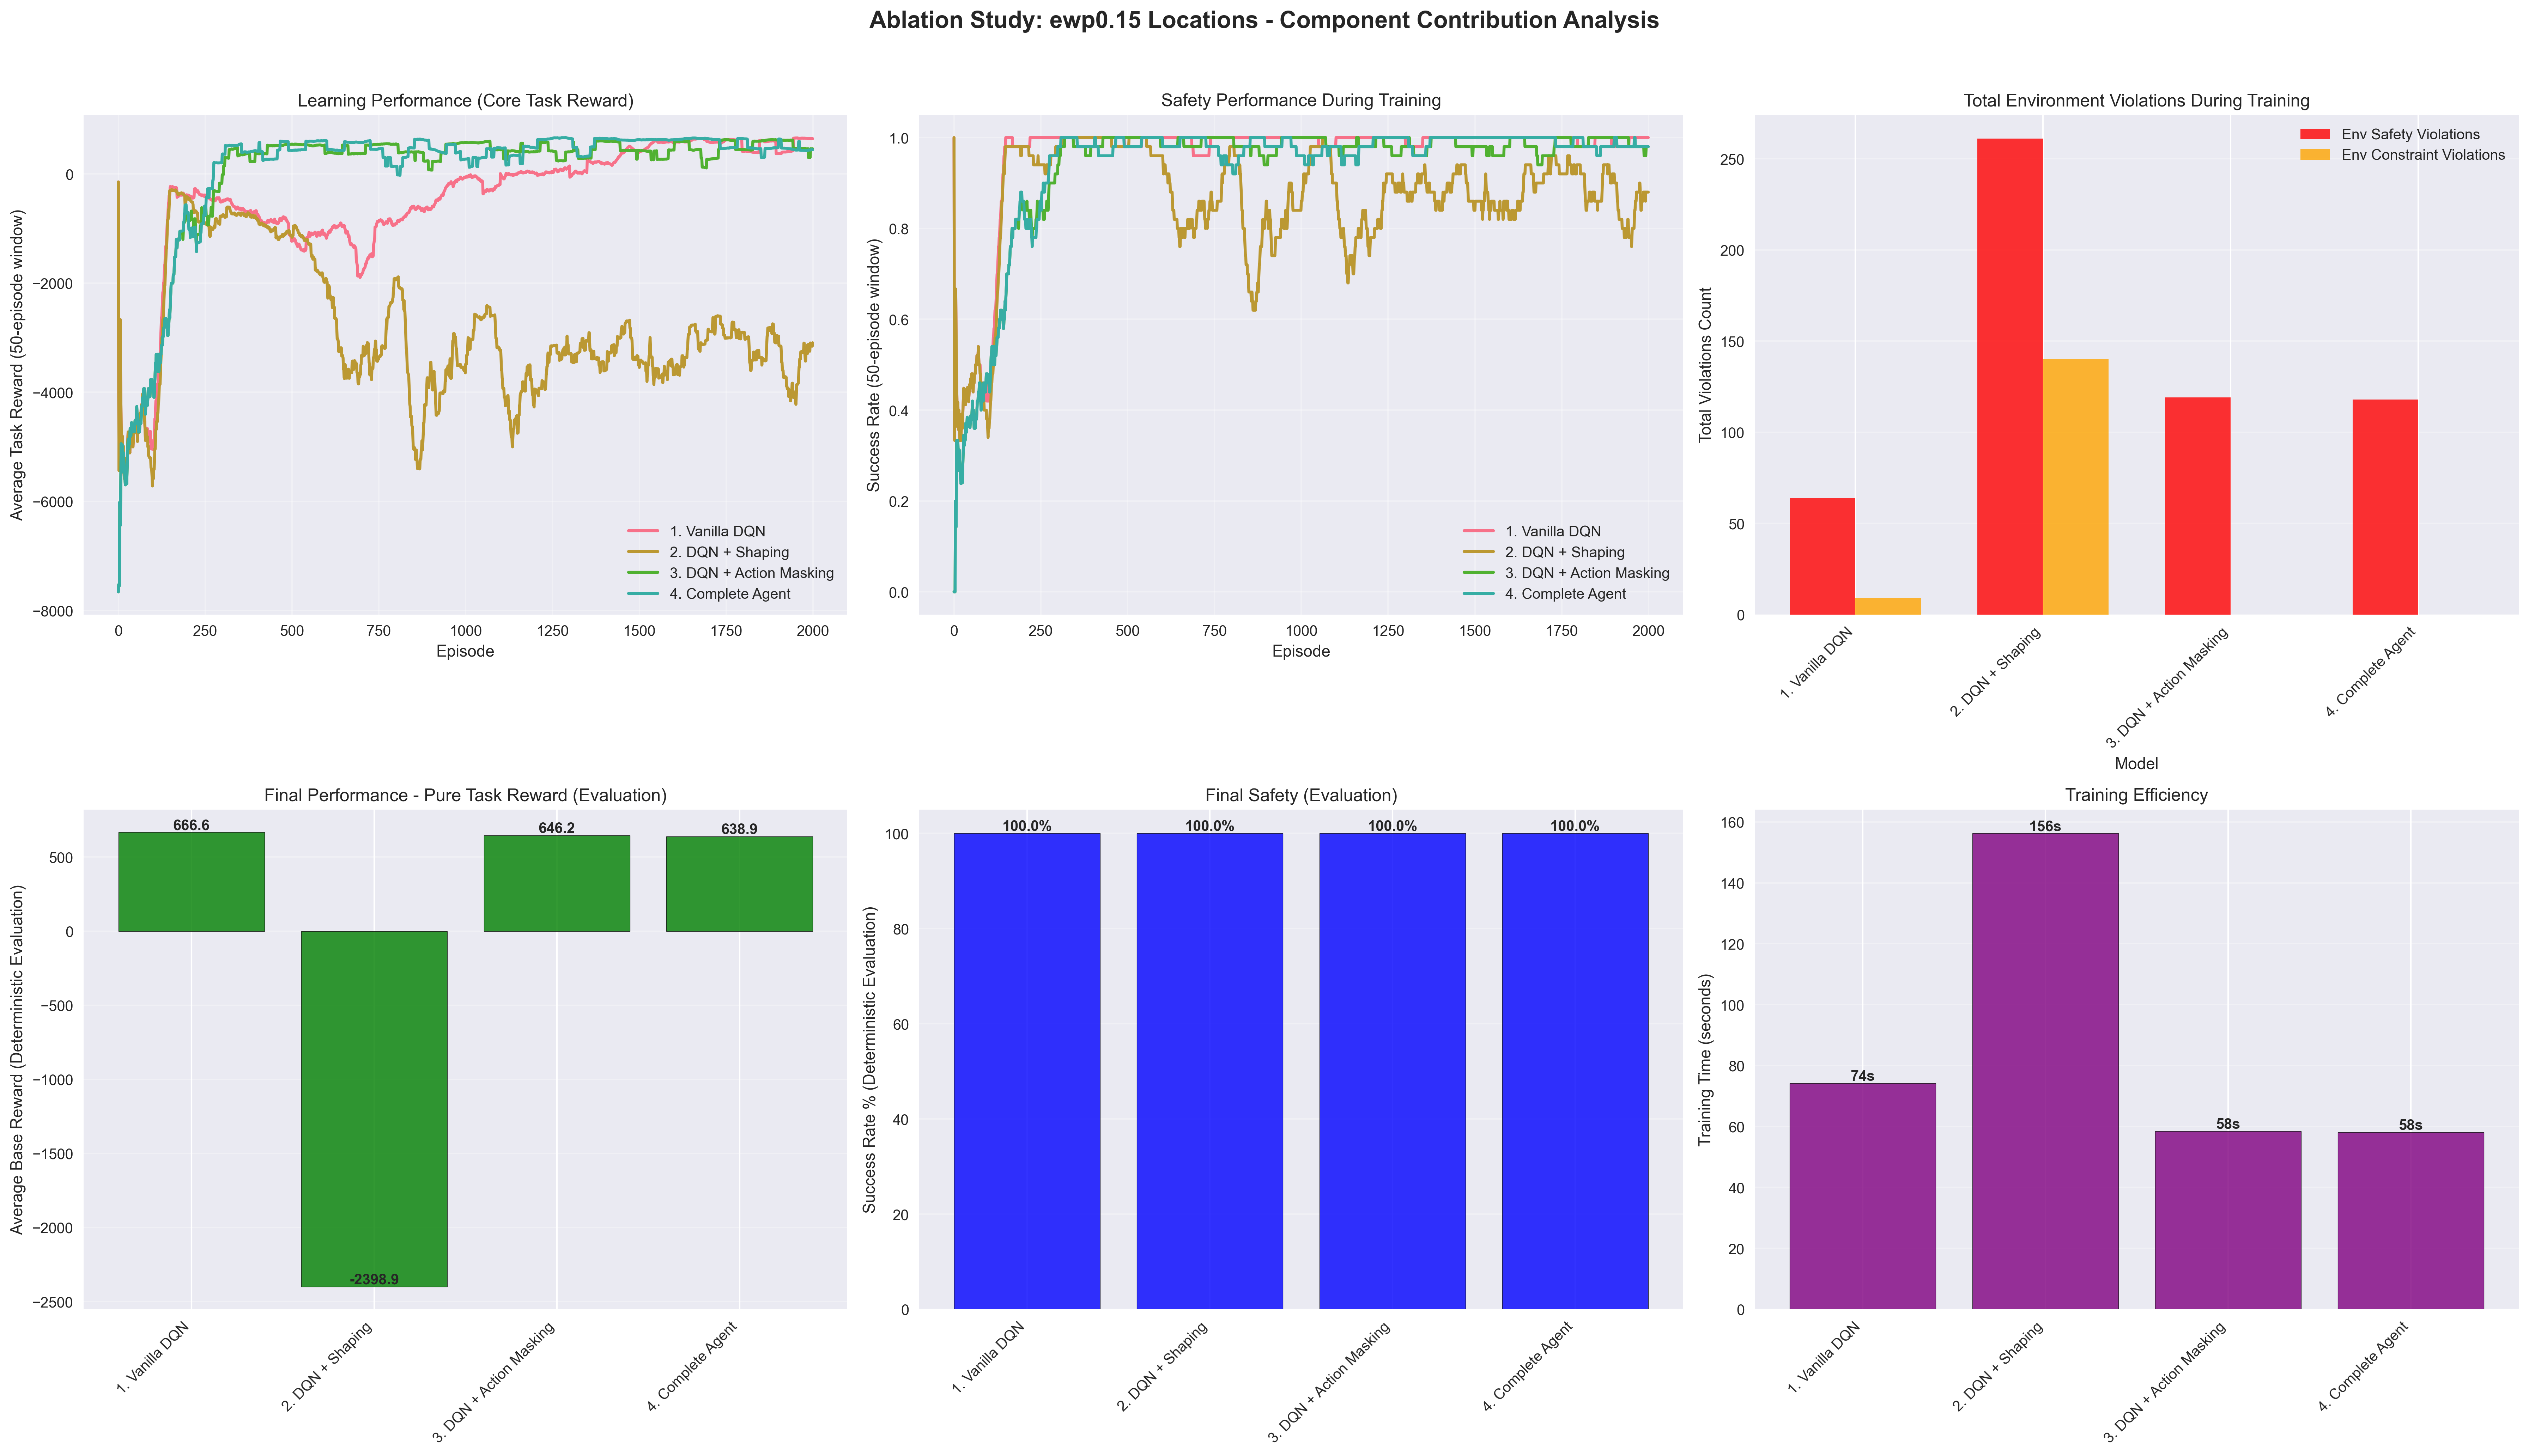 Ablation Study: ewp0.15 Locations - Component Contribution Analysis
Learning Performance (Core Task Reward)
Average Task Reward (50-episode window)
0
−2000
−4000
−6000
−8000
0 250 500 750 1000 1250 1500 1750 2000
Episode
1. Vanilla DQN
2. DQN + Shaping
3. DQN + Action Masking
4. Complete Agent
Safety Performance During Training
Success Rate (50-episode window)
1.0
0.8
0.6
0.4
0.2
0.0
0 250 500 750 1000 1250 1500 1750 2000
Episode
1. Vanilla DQN
2. DQN + Shaping
3. DQN + Action Masking
4. Complete Agent
Total Environment Violations During Training
Total Violations Count
250
200
150
100
50
0
Env Safety Violations
Env Constraint Violations
1. Vanilla DQN
2. DQN + Shaping
3. DQN + Action Masking
4. Complete Agent
Model
Final Performance - Pure Task Reward (Evaluation)
Average Base Reward (Deterministic Evaluation)
500
0
−500
−1000
−1500
−2000
−2500
666.6
-2398.9
646.2
638.9
1. Vanilla DQN
2. DQN + Shaping
3. DQN + Action Masking
4. Complete Agent
Final Safety (Evaluation)
Success Rate % (Deterministic Evaluation)
100
80
60
40
20
0
100.0%
100.0%
100.0%
100.0%
1. Vanilla DQN
2. DQN + Shaping
3. DQN + Action Masking
4. Complete Agent
Training Efficiency
Training Time (seconds)
160
140
120
100
80
60
40
20
0
74s
156s
58s
58s
1. Vanilla DQN
2. DQN + Shaping
3. DQN + Action Masking
4. Complete Agent